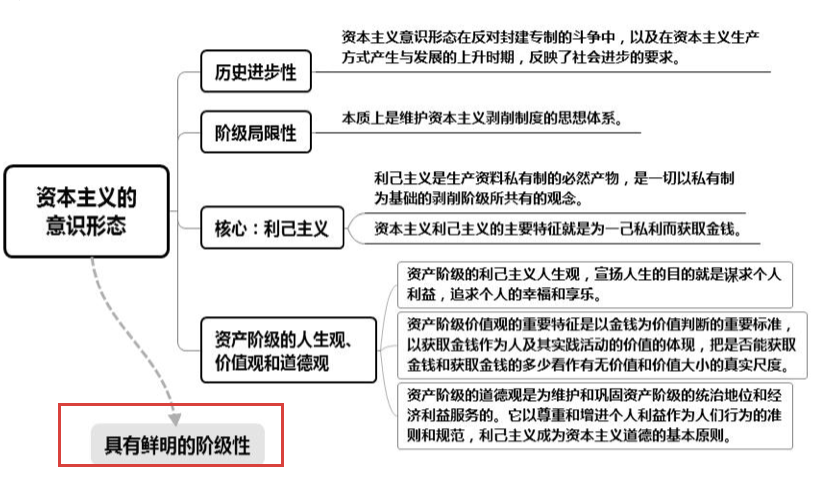 资本主义意识形态在反对封建专制的斗争中，以及在资本主义生产
方式产生与发展的上升时期，反映了社会进步的要求。
历史进步性
阶级局限性
本质上是维护资本主义剥削制度的思想体系。
资本主义的
意识形态
利己主义是生产资料私有制的必然产物，是一切以私有制
为基础的剥削阶级所共有的观念。
核心：利己主义
资本主义利己主义的主要特征就是为一己私利而获取金钱。
资产阶级的人生观、
价值观和道德观
资产阶级的利己主义人生观，宣扬人生的目的就是谋求个人
利益，追求个人的幸福和享乐。
资产阶级价值观的重要特征是以金钱为价值判断的重要标准，
以获取金钱作为人及其实践活动的价值的体现，把是否能获取
金钱和获取金钱的多少看作有无价值和价值大小的真实尺度。
资产阶级的道德观是为维护和巩固资产阶级的统治地位和经
济利益服务的。它以尊重和增进个人利益作为人们行为的准
则和规范，利己主义成为资本主义道德的基本原则。
具有鲜明的阶级性